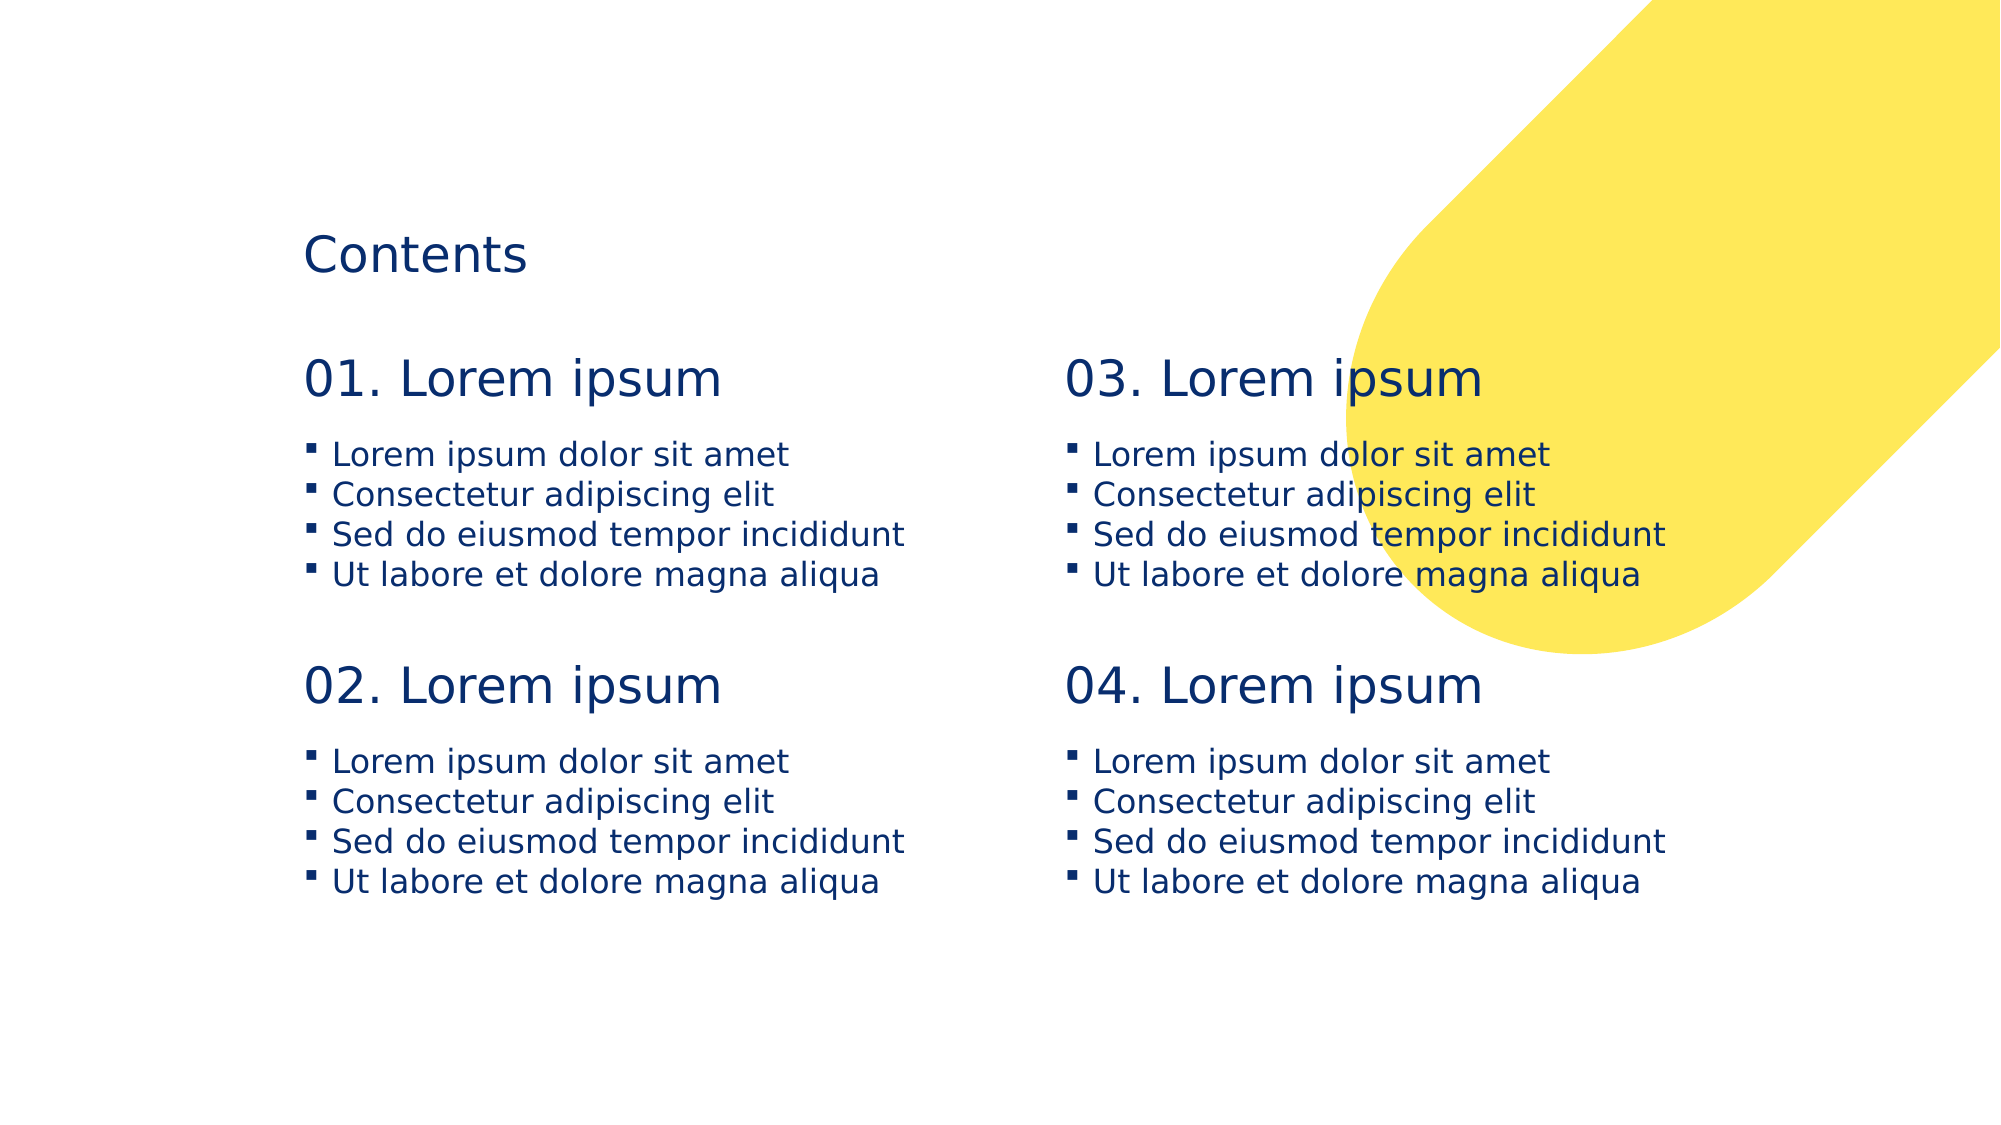 Contents
01. Lorem ipsum
▪ Lorem ipsum dolor sit amet
▪ Consectetur adipiscing elit
▪ Sed do eiusmod tempor incididunt
▪ Ut labore et dolore magna aliqua
02. Lorem ipsum
▪ Lorem ipsum dolor sit amet
▪ Consectetur adipiscing elit
▪ Sed do eiusmod tempor incididunt
▪ Ut labore et dolore magna aliqua
03. Lorem ipsum
▪ Lorem ipsum dolor sit amet
▪ Consectetur adipiscing elit
▪ Sed do eiusmod tempor incididunt
▪ Ut labore et dolore magna aliqua
04. Lorem ipsum
▪ Lorem ipsum dolor sit amet
▪ Consectetur adipiscing elit
▪ Sed do eiusmod tempor incididunt
▪ Ut labore et dolore magna aliqua